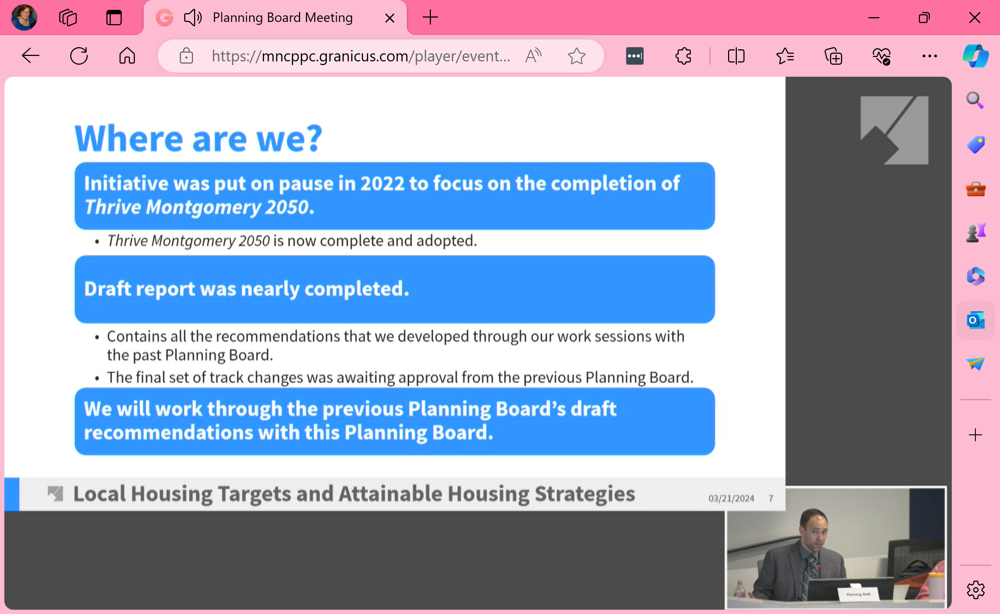 Planning Board Meeting
https://mncppc.granicus.com/player/event...
Where are we?
Initiative was put on pause in 2022 to focus on the completion of
Thrive Montgomery 2050.
• Thrive Montgomery 2050 is now complete and adopted.
Draft report was nearly completed.
• Contains all the recommendations that we developed through our work sessions with
the past Planning Board.
• The final set of track changes was awaiting approval from the previous Planning Board.
We will work through the previous Planning Board’s draft
recommendations with this Planning Board.
Local Housing Targets and Attainable Housing Strategies
03/21/2024 7
Planning Staff